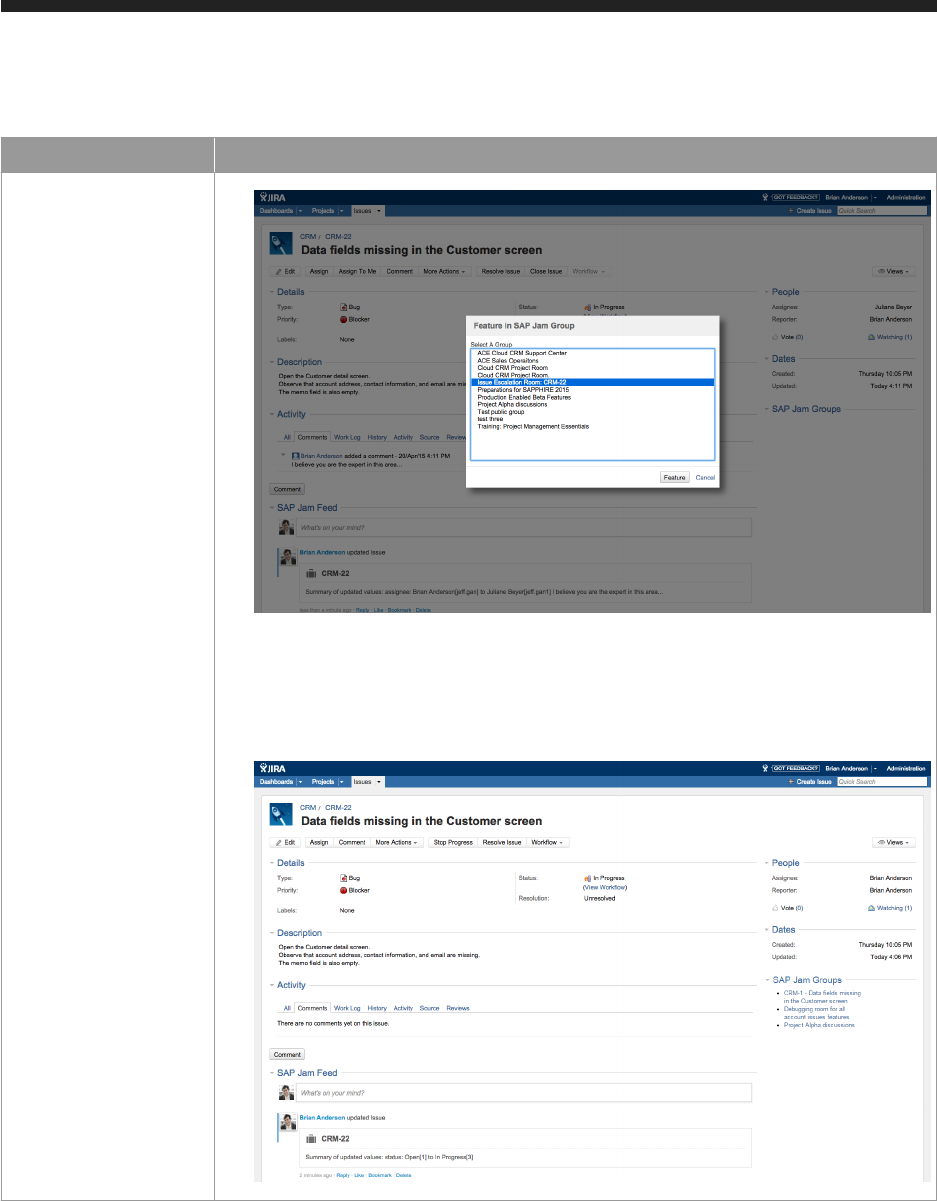 JIRA GOT FEEDBACK? Brian Anderson Administration
Dashboards Projects Issues + Create Issue Quick Search
CRM / CRM-22
Data fields missing in the Customer screen
Edit Assign Assign To Me Comment More Actions Resolve Issue Close Issue Workflow Views
Details
Type: Bug Status: In Progress
Priority: Blocker
Labels: None
People
Assignee: Juliane Beyer
Reporter: Brian Anderson
Vote (0) Watching (1)
Dates
Created: Thursday 10:05 PM
Updated: Today 4:11 PM
SAP Jam Groups
Feature in SAP Jam Group
Select A Group
ACE Cloud CRM Support Center
ACE Sales Operaitons
Cloud CRM Project Room
Cloud CRM Project Room.
Issue Escalation Room: CRM-22
Preparations for SAPPHIRE 2015
Production Enabled Beta Features
Project Alpha discussions
Test public group
test three
Training: Project Management Essentials
Feature Cancel
Description
Open the Customer detail screen.
Observe that account address, contact information, and email are
The memo field is also empty.
Activity
All Comments Work Log History Activity Source Reviews
Brian Anderson added a comment - 20/Apr/15 4:11 PM
I believe you are the expert in this area...
Comment
SAP Jam Feed
What's on your mind?
Brian Anderson updated issue
CRM-22
Summary of updated values: assignee: Brian Anderson[jeff.gan] to Juliane Beyer[jeff.gan1] I believe you are the expert in this area...
less than a minute ago · Reply · Like · Bookmark · Delete
JIRA GOT FEEDBACK? Brian Anderson Administration
Dashboards Projects Issues + Create Issue Quick Search
CRM / CRM-22
Data fields missing in the Customer screen
Edit Assign Comment More Actions Stop Progress Resolve Issue Workflow Views
Details
Type: Bug Status: In Progress
(View Workflow)
Priority: Blocker
Resolution: Unresolved
Labels: None
People
Assignee: Brian Anderson
Reporter: Brian Anderson
Vote (0) Watching (1)
Dates
Created: Thursday 10:05 PM
Updated: Today 4:06 PM
SAP Jam Groups
CRM-1 - Data fields missing
in the Customer screen
Debugging room for all
account issues features
Project Alpha discussions
Description
Open the Customer detail screen.
Observe that account address, contact information, and email are missing.
The memo field is also empty.
Activity
All Comments Work Log History Activity Source Reviews
There are no comments yet on this issue.
Comment
SAP Jam Feed
What's on your mind?
Brian Anderson updated issue
CRM-22
Summary of updated values: status: Open[1] to In Progress[3]
2 minutes ago · Reply · Like · Bookmark · Delete